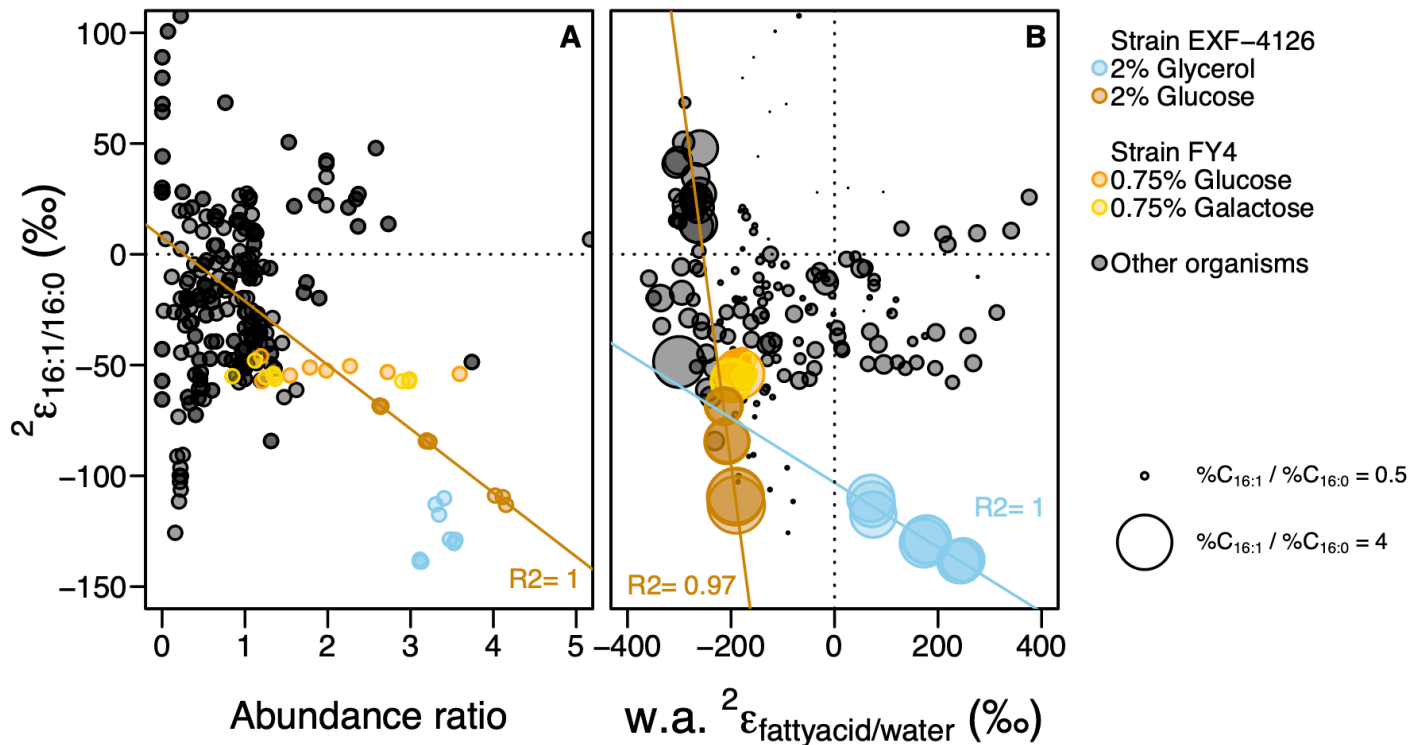 A
B
100
50
0
−50
−100
−150
²ε₁₆:₁/₁₆:₀ (‰)
R2= 1
R2= 0.97
R2= 1
0 1 2 3 4 5
−400 −200 0 200 400
Abundance ratio
w.a. ²ε fattyacid/water (‰)
Strain EXF−4126
2% Glycerol
2% Glucose
Strain FY4
0.75% Glucose
0.75% Galactose
Other organisms
%C₁₆:₁ / %C₁₆:₀ = 0.5
%C₁₆:₁ / %C₁₆:₀ = 4